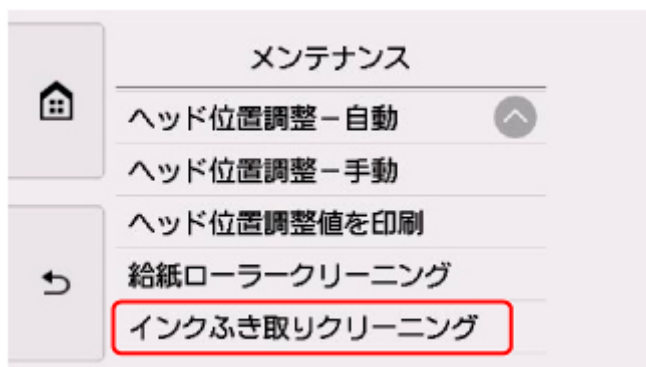 メンテナンス
ヘッド位置調整－自動
ヘッド位置調整－手動
ヘッド位置調整値を印刷
給紙ローラークリーニング
インクふき取りクリーニング